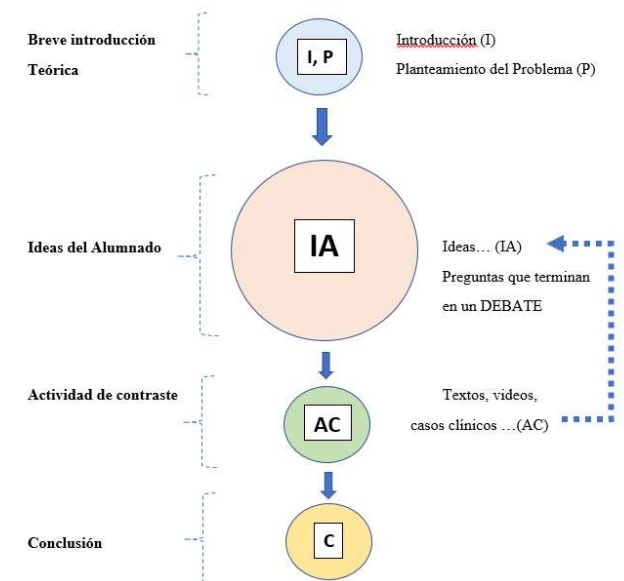 Breve introducción
Teórica
I, P
Introducción (I)
Planteamiento del Problema (P)
Ideas del Alumnado
IA
Ideas… (IA)
Preguntas que terminan
en un DEBATE
Actividad de contraste
AC
Textos, videos,
casos clínicos …(AC)
Conclusión
C